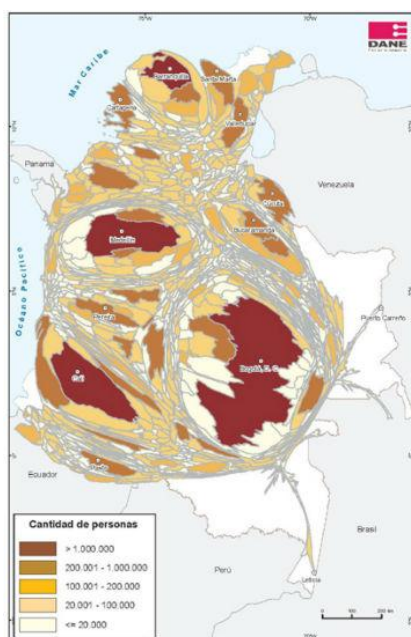 75°W
70°W
DANE
Mar Caribe
Barranquilla
Santa Marta
Cartagena
Valledupar
Panamá
Venezuela
Cúcuta
Bucaramanga
Medellín
Océano Pacífico
Puerto Carreño
Pereira
Bogotá, D. C.
Cali
Pasto
Ecuador
Brasil
Perú
Leticia
Cantidad de personas
> 1.000.000
200.001 - 1.000.000
100.001 - 200.000
20.001 - 100.000
<= 20.000